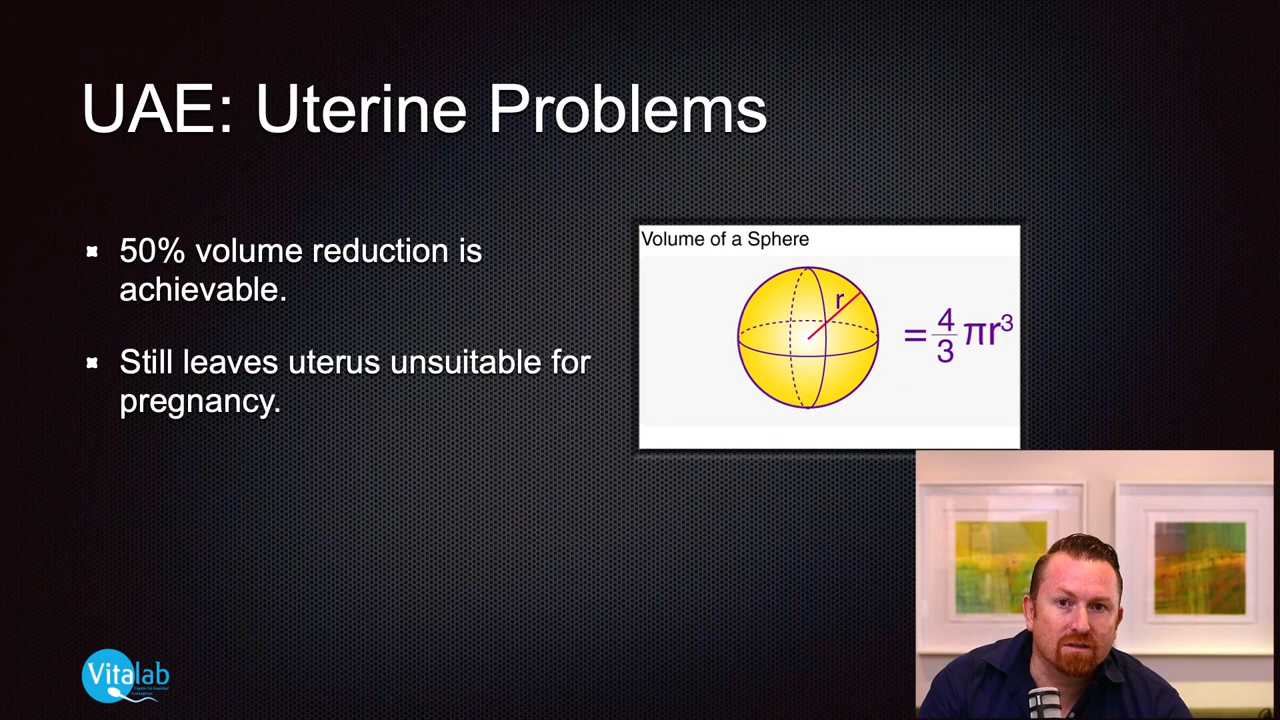 UAE: Uterine Problems
50% volume reduction is
achievable.
Still leaves uterus unsuitable for
pregnancy.
Volume of a Sphere
r
= 4/3 πr³
Vitalab